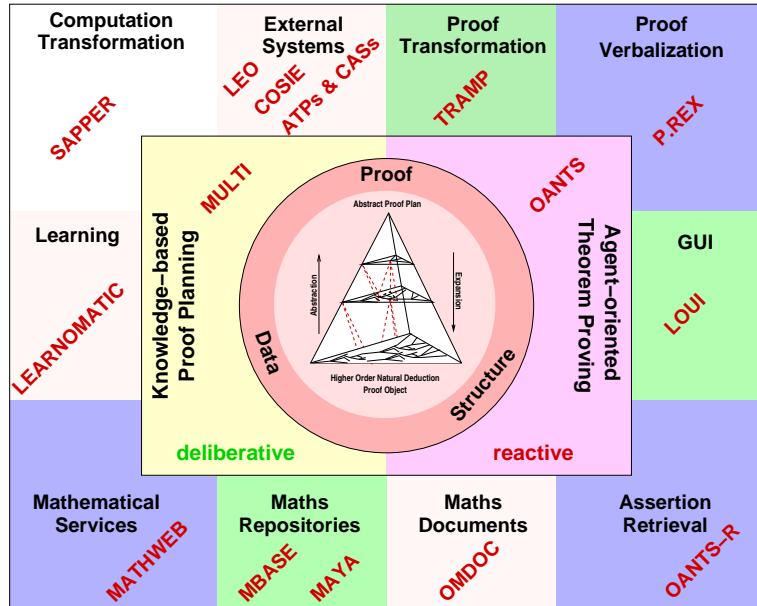 Computation
Transformation
SAPPER
External
Systems
LEO
COSIE
ATPs & CASs
Proof
Transformation
TRAMP
Proof
Verbalization
P.REX
Learning
LEARNOMATIC
Knowledge–based
Proof Planning
MULTI
deliberative
Proof
Data
Structure
Abstract Proof Plan
Abstraction
Expansion
Higher Order Natural Deduction
Proof Object
OANTS
Agent–oriented
Theorem Proving
reactive
GUI
LOUI
Mathematical
Services
MATHWEB
Maths
Repositories
MBASE
MAYA
Maths
Documents
OMDOC
Assertion
Retrieval
OANTS–R